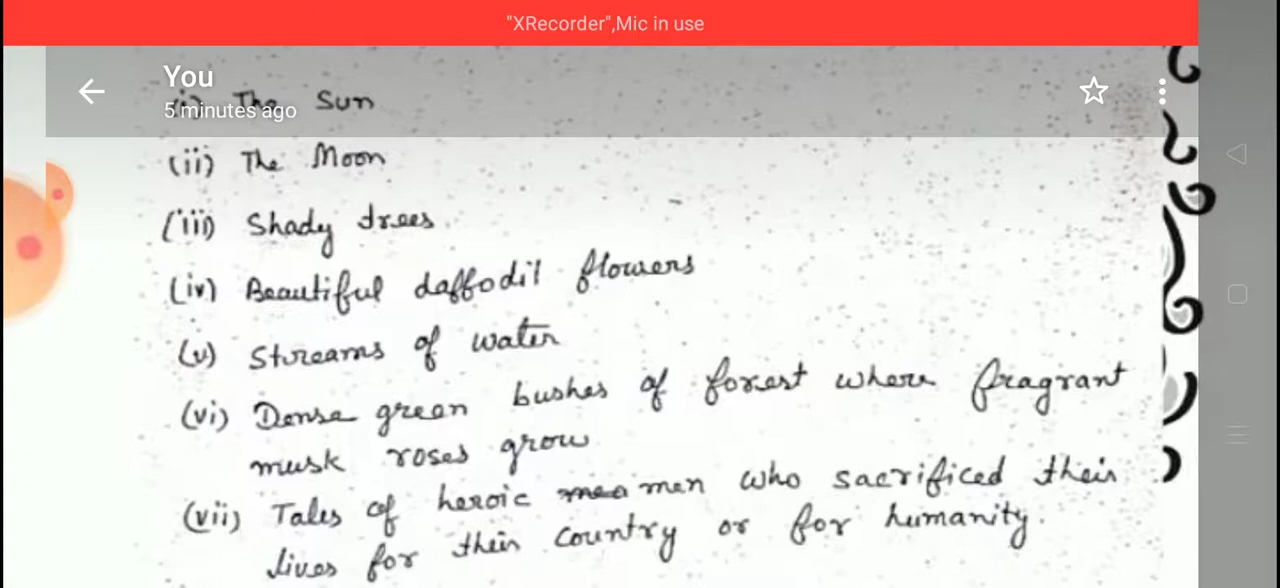 "XRecorder",Mic in use
You
5 minutes ago
(i) The Sun
(ii) The Moon
(iii) Shady trees
(iv) Beautiful daffodil flowers
(v) Streams of water
(vi) Dense green bushes of forest where fragrant
musk roses grow
(vii) Tales of heroic men who sacrificed their
lives for their country or for humanity.